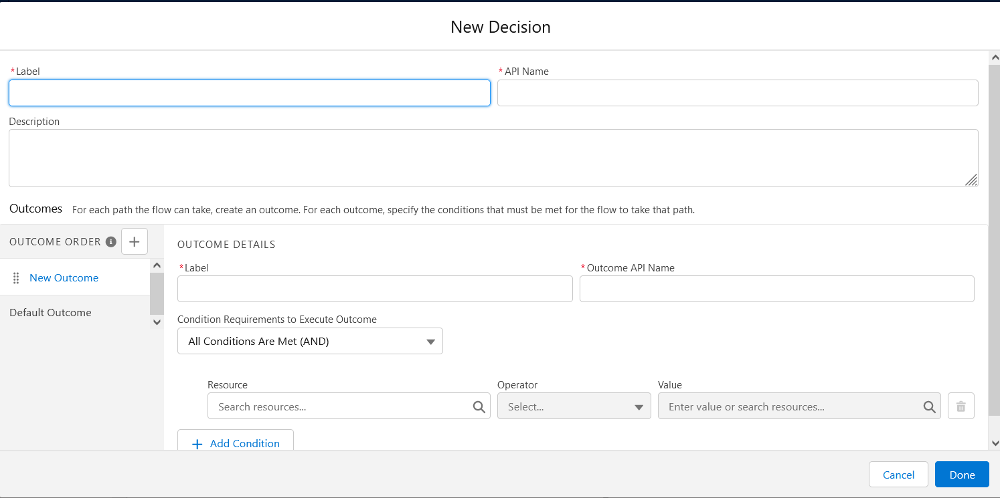 New Decision
*Label
*API Name
Description
Outcomes For each path the flow can take, create an outcome. For each outcome, specify the conditions that must be met for the flow to take that path.
OUTCOME ORDER
New Outcome
Default Outcome
OUTCOME DETAILS
*Label
*Outcome API Name
Condition Requirements to Execute Outcome
All Conditions Are Met (AND)
Resource
Operator
Value
Search resources...
Select...
Enter value or search resources...
+ Add Condition
Cancel
Done